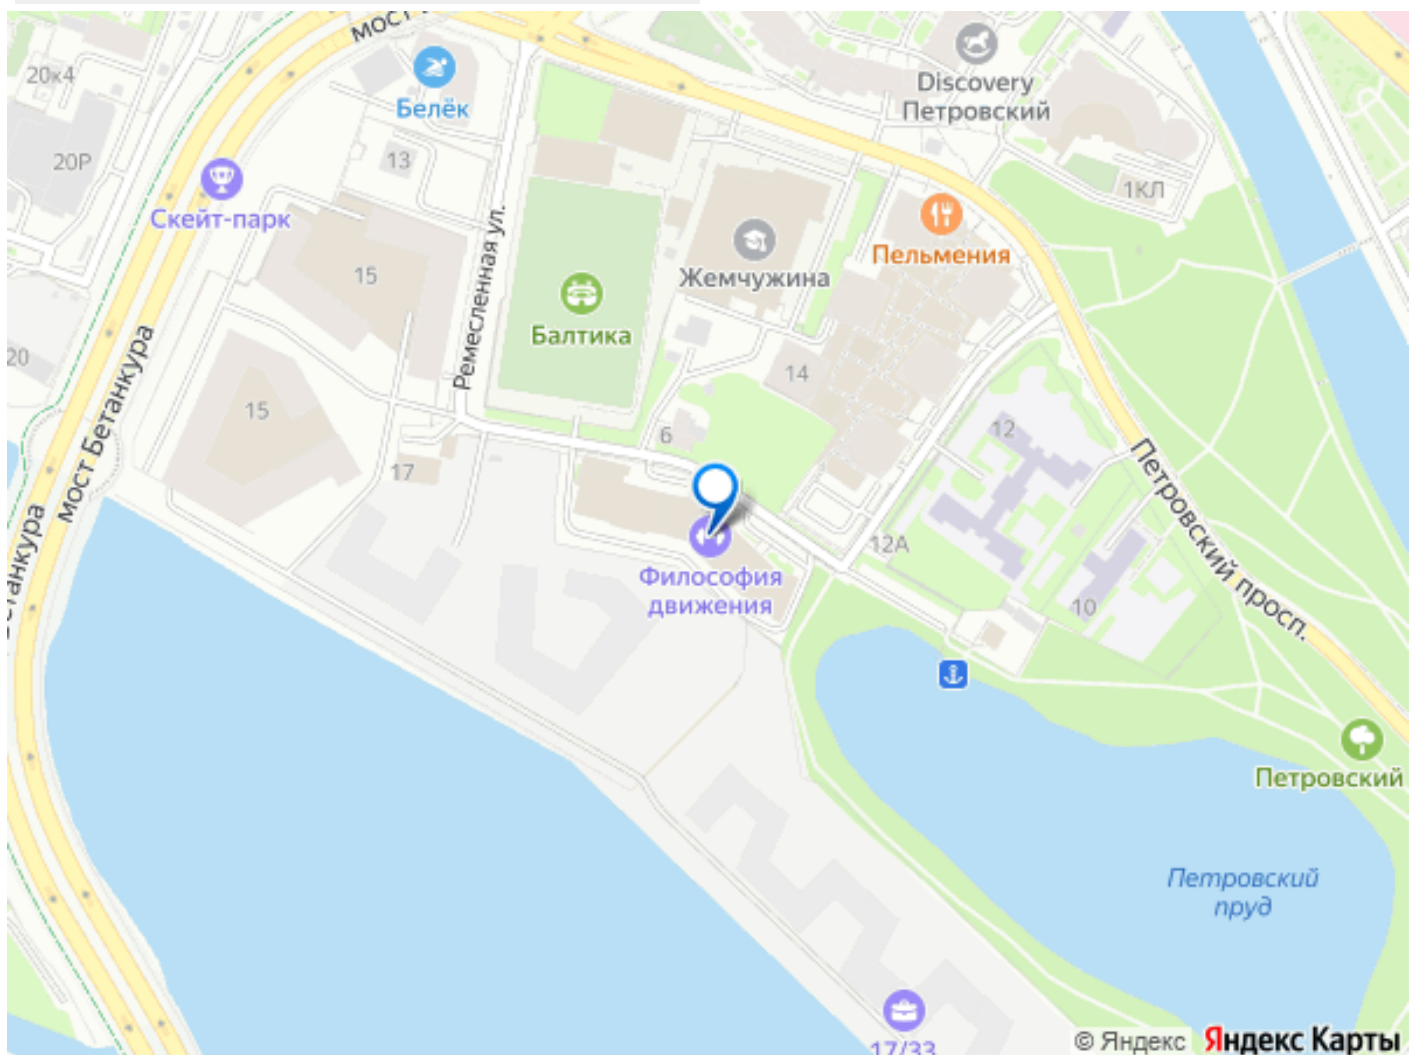 мост
20к4
Белёк
Discovery
Петровский
20Р
13
1КЛ
Скейт-парк
Ремесленная ул.
Пельмения
15
Жемчужина
Балтика
20
мост Бетанкура
14
15
6
12
17
Петровский просп.
12А
Философия
движения
10
Петровский
Петровский
пруд
17/33
© Яндекс Яндекс Карты